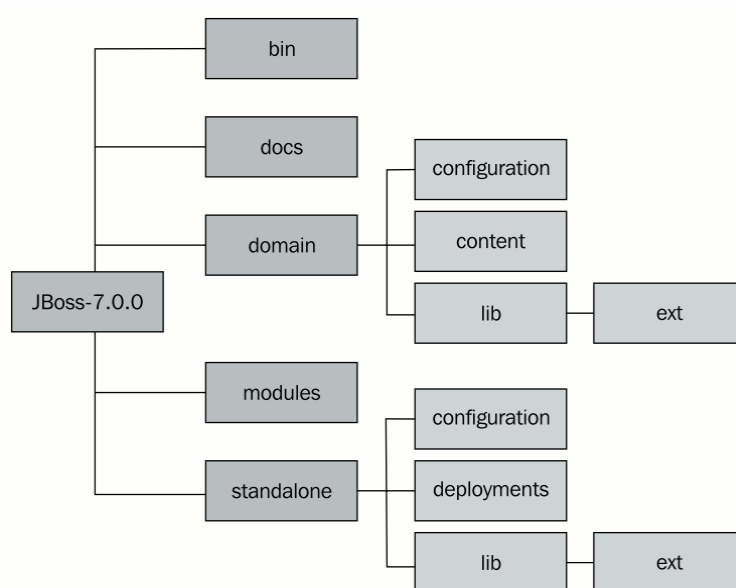 bin
docs
configuration
domain
content
JBoss-7.0.0
lib
ext
modules
configuration
standalone
deployments
lib
ext